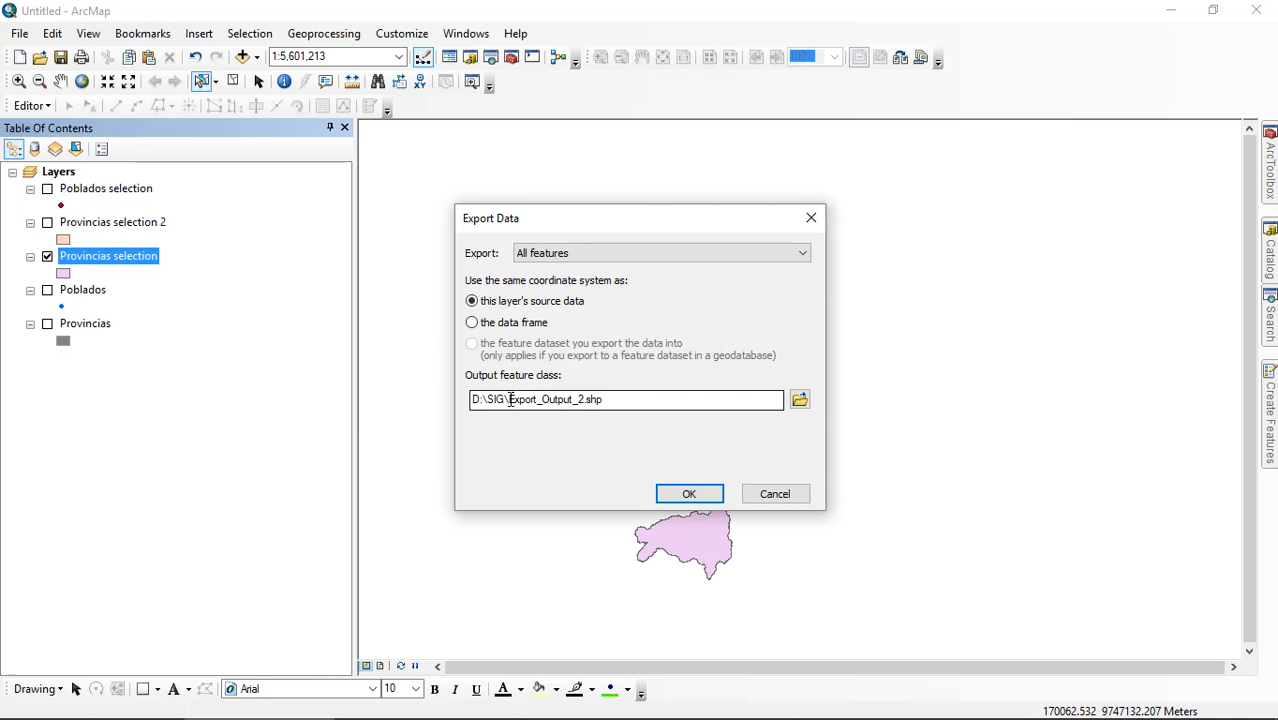 Untitled - ArcMap
File Edit View Bookmarks Insert Selection Geoprocessing Customize Windows Help
1:5,601,213
100%
Editor
Table Of Contents
Layers
Poblados selection
Provincias selection 2
Provincias selection
Poblados
Provincias
Export Data
Export: All features
Use the same coordinate system as:
this layer's source data
the data frame
the feature dataset you export the data into
(only applies if you export to a feature dataset in a geodatabase)
Output feature class:
D:\SIG\Export_Output_2.shp
OK Cancel
ArcToolbox
Catalog
Search
Create Features
Drawing A Arial 10 B I U A
170062.532 9747132.207 Meters